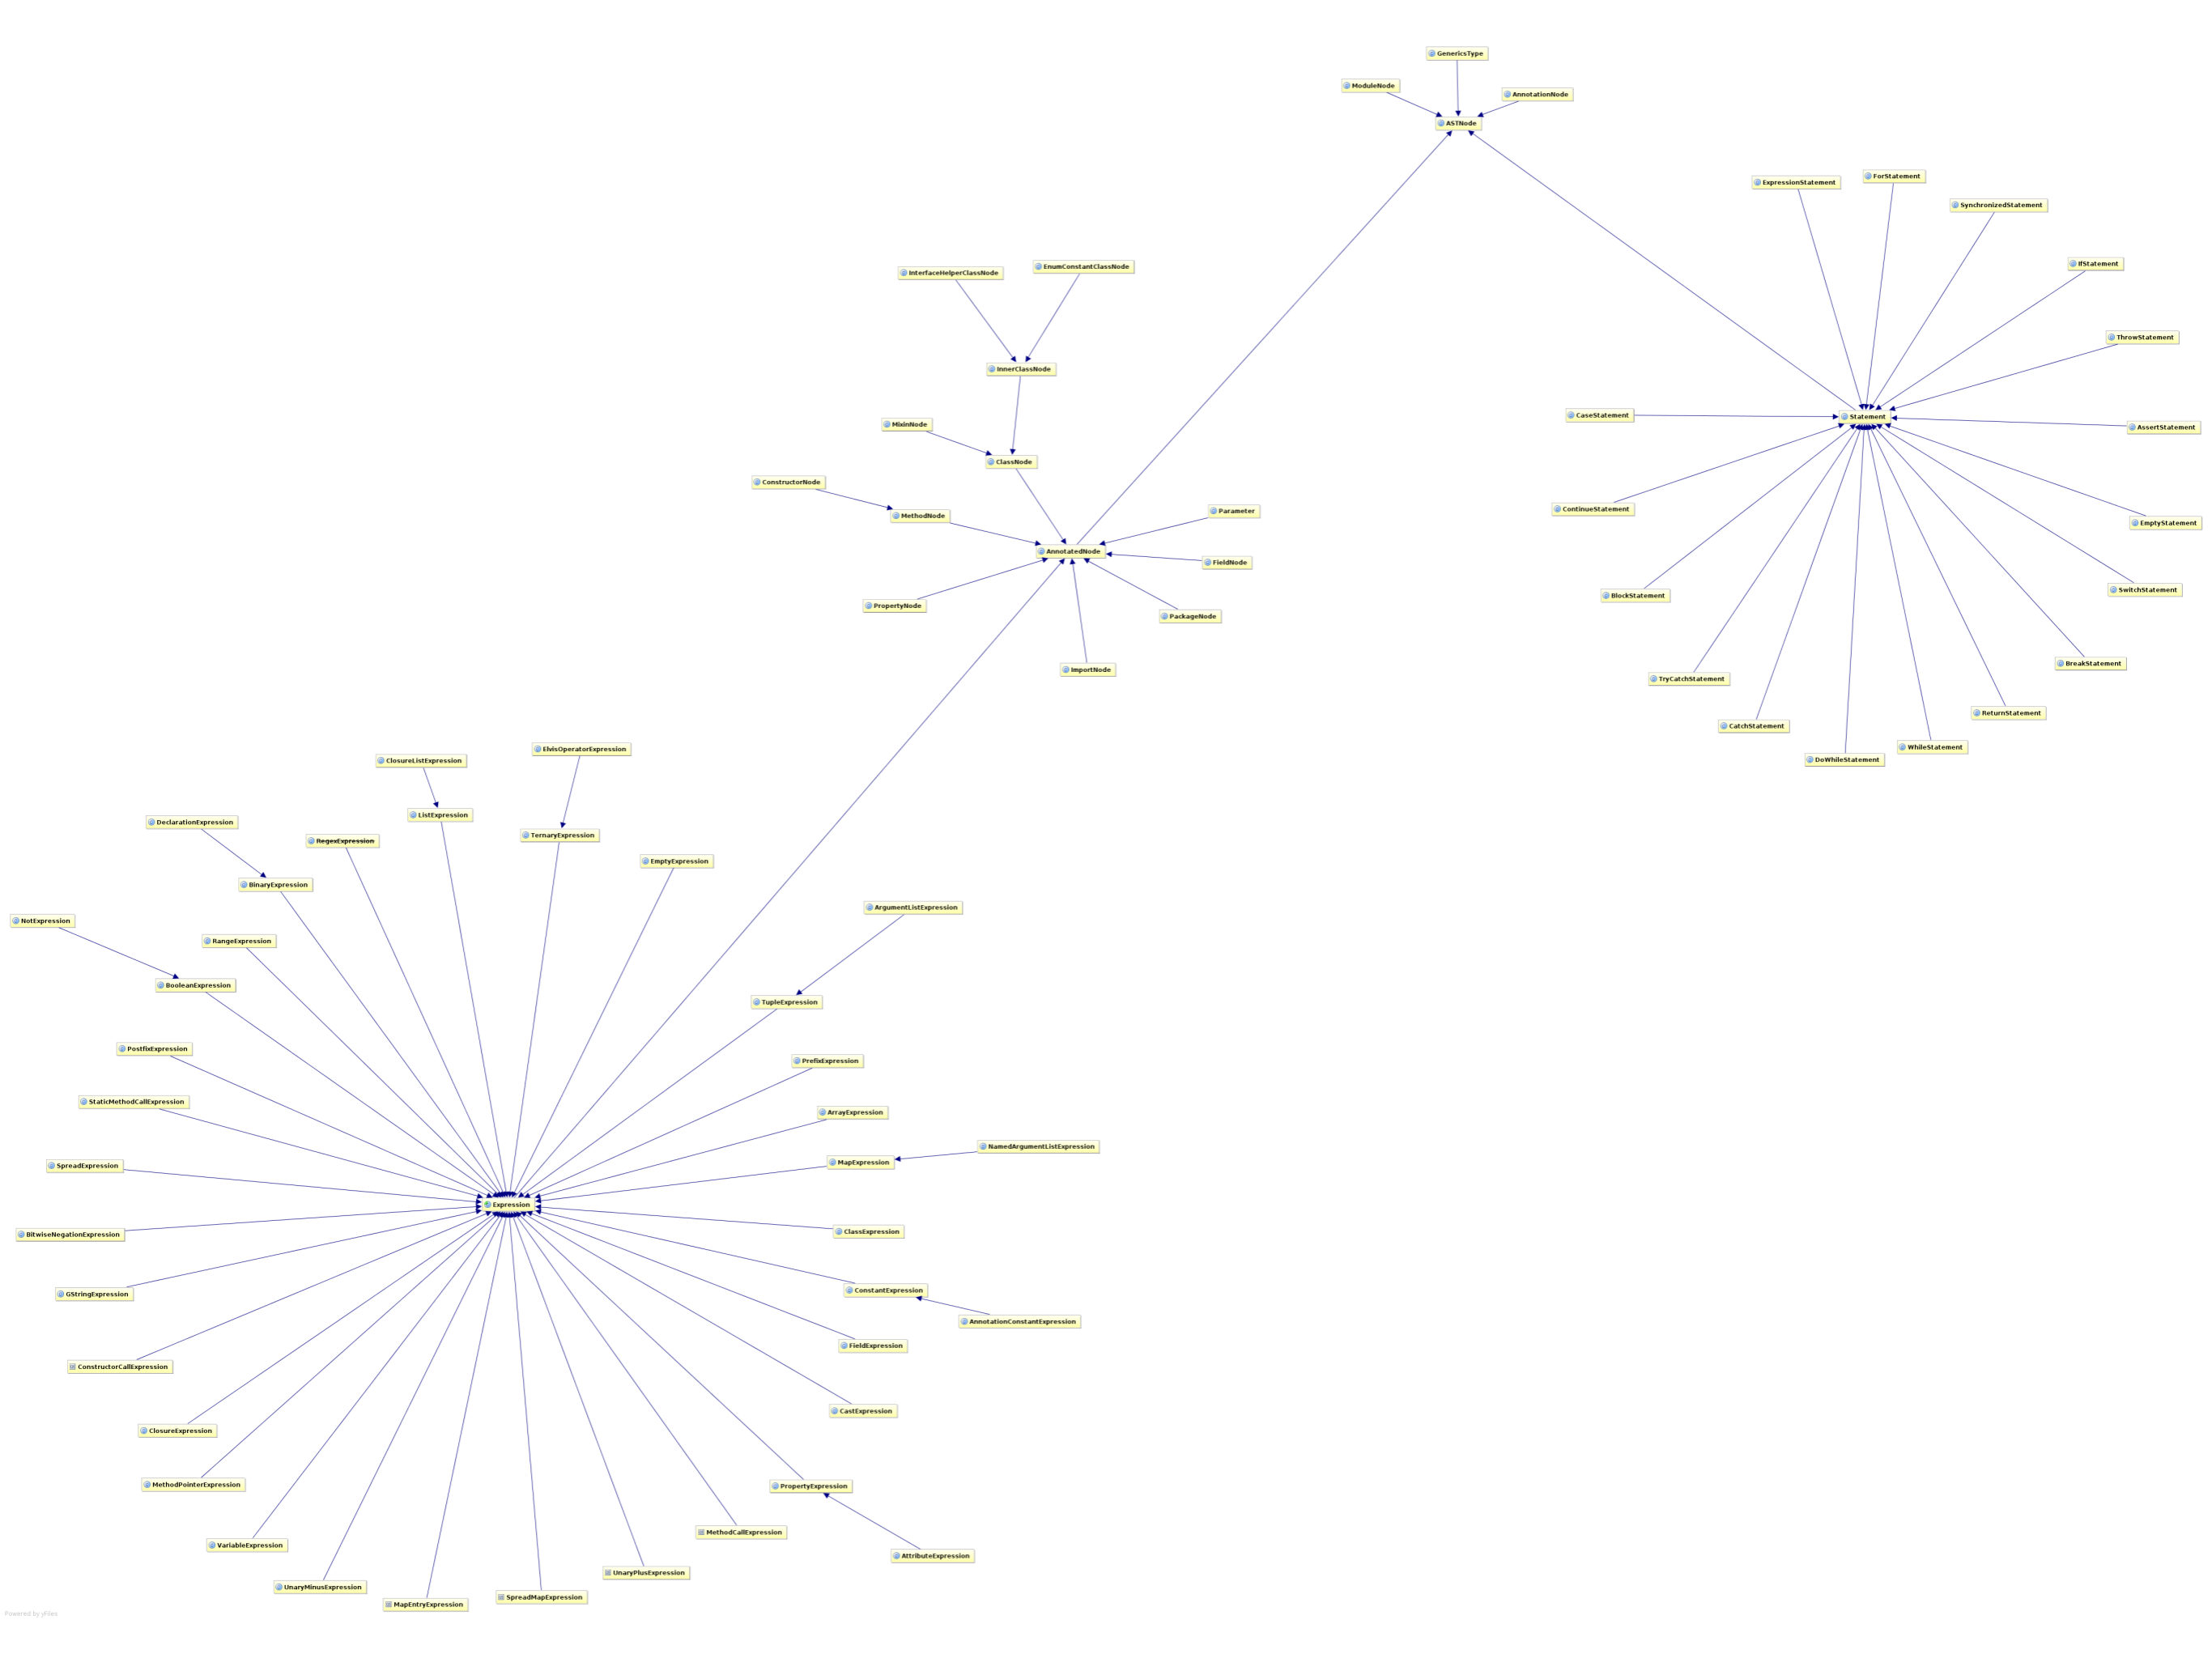 GenericsType
ModuleNode
AnnotationNode
ASTNode
ForStatement
ExpressionStatement
SynchronizedStatement
IfStatement
EnumConstantClassNode
InterfaceHelperClassNode
ThrowStatement
InnerClassNode
CaseStatement
Statement
MixinNode
AssertStatement
ClassNode
ConstructorNode
ContinueStatement
Parameter
MethodNode
EmptyStatement
AnnotatedNode
FieldNode
SwitchStatement
BlockStatement
PropertyNode
PackageNode
BreakStatement
ImportNode
TryCatchStatement
ReturnStatement
CatchStatement
WhileStatement
ElvisOperatorExpression
DoWhileStatement
ClosureListExpression
ListExpression
DeclarationExpression
TernaryExpression
RegexExpression
EmptyExpression
BinaryExpression
ArgumentListExpression
NotExpression
RangeExpression
BooleanExpression
TupleExpression
PostfixExpression
PrefixExpression
StaticMethodCallExpression
ArrayExpression
NamedArgumentListExpression
MapExpression
SpreadExpression
Expression
ClassExpression
BitwiseNegationExpression
ConstantExpression
GStringExpression
AnnotationConstantExpression
FieldExpression
ConstructorCallExpression
CastExpression
ClosureExpression
MethodPointerExpression
PropertyExpression
MethodCallExpression
VariableExpression
AttributeExpression
UnaryPlusExpression
UnaryMinusExpression
SpreadMapExpression
MapEntryExpression
Powered by yFiles